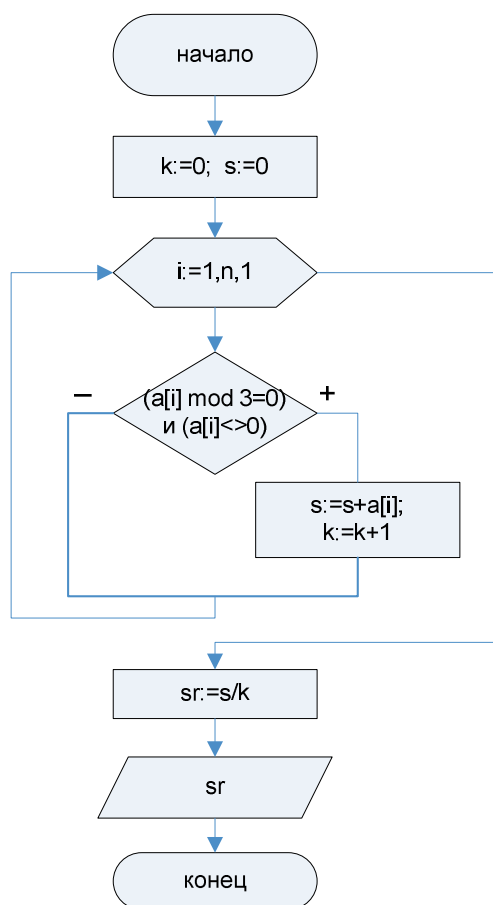 начало
k:=0; s:=0
i:=1,n,1
– +
(a[i] mod 3=0)
и (a[i]<>0)
s:=s+a[i];
k:=k+1
sr:=s/k
sr
конец